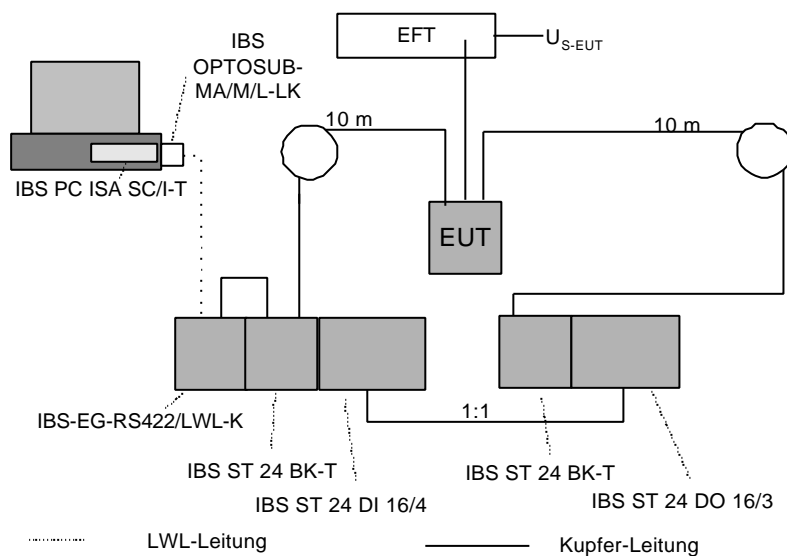 IBS
OPTOSUB-
MA/M/L-LK
EFT
U_S-EUT
10 m
10 m
IBS PC ISA SC/I-T
EUT
IBS-EG-RS422/LWL-K
1:1
IBS ST 24 BK-T
IBS ST 24 BK-T
IBS ST 24 DI 16/4
IBS ST 24 DO 16/3
LWL-Leitung
Kupfer-Leitung